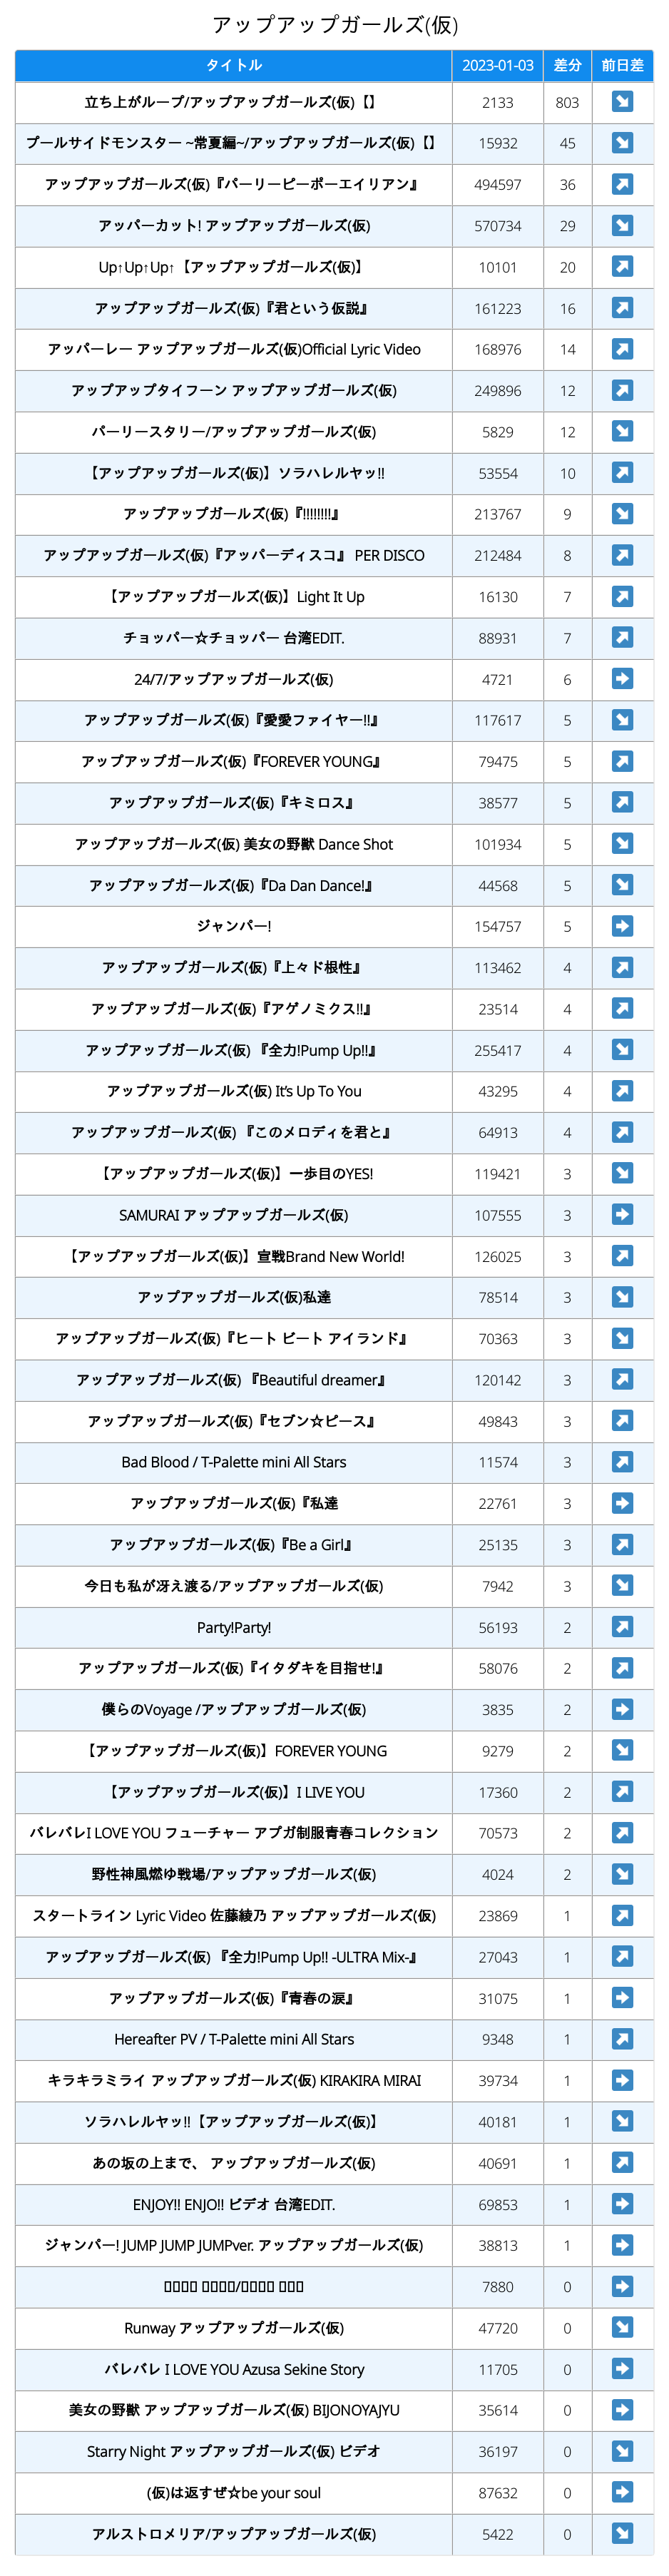 アップアップガールズ(仮)
タイトル 2023-01-03 差分 前日差
立ち上がループ/アップアップガールズ(仮)【】 2133 803 ↘
プールサイドモンスター ~常夏編~/アップアップガールズ(仮)【】 15932 45 ↘
アップアップガールズ(仮)『パーリーピーポーエイリアン』 494597 36 ↗
アッパーカット! アップアップガールズ(仮) 570734 29 ↘
Up↑Up↑Up↑【アップアップガールズ(仮)】 10101 20 ↗
アップアップガールズ(仮)『君という仮説』 161223 16 ↗
アッパーレー アップアップガールズ(仮)Official Lyric Video 168976 14 ↗
アップアップタイフーン アップアップガールズ(仮) 249896 12 ↗
パーリースタリー/アップアップガールズ(仮) 5829 12 ↘
【アップアップガールズ(仮)】ソラハレルヤッ!! 53554 10 ↗
アップアップガールズ(仮)『!!!!!!!!』 213767 9 ↘
アップアップガールズ(仮)『アッパーディスコ』 PER DISCO 212484 8 ↗
【アップアップガールズ(仮)】Light It Up 16130 7 ↗
チョッパー☆チョッパー 台湾EDIT. 88931 7 ↗
24/7/アップアップガールズ(仮) 4721 6 ➡
アップアップガールズ(仮)『愛愛ファイヤー!!』 117617 5 ↘
アップアップガールズ(仮)『FOREVER YOUNG』 79475 5 ↗
アップアップガールズ(仮)『キミロス』 38577 5 ↗
アップアップガールズ(仮) 美女の野獣 Dance Shot 101934 5 ↘
アップアップガールズ(仮)『Da Dan Dance!』 44568 5 ↘
ジャンパー! 154757 5 ➡
アップアップガールズ(仮)『上々ド根性』 113462 4 ↗
アップアップガールズ(仮)『アゲノミクス!!』 23514 4 ↗
アップアップガールズ(仮) 『全力!Pump Up!!』 255417 4 ↘
アップアップガールズ(仮) It's Up To You 43295 4 ↗
アップアップガールズ(仮) 『このメロディを君と』 64913 4 ↗
【アップアップガールズ(仮)】一歩目のYES! 119421 3 ↘
SAMURAI アップアップガールズ(仮) 107555 3 ➡
【アップアップガールズ(仮)】宣戦Brand New World! 126025 3 ↗
アップアップガールズ(仮)私達 78514 3 ↘
アップアップガールズ(仮)『ヒート ビート アイランド』 70363 3 ↘
アップアップガールズ(仮) 『Beautiful dreamer』 120142 3 ↗
アップアップガールズ(仮)『セブン☆ピース』 49843 3 ↗
Bad Blood / T-Palette mini All Stars 11574 3 ↗
アップアップガールズ(仮)『私達 22761 3 ➡
アップアップガールズ(仮)『Be a Girl』 25135 3 ↗
今日も私が冴え渡る/アップアップガールズ(仮) 7942 3 ↘
Party!Party! 56193 2 ↗
アップアップガールズ(仮)『イタダキを目指せ!』 58076 2 ↗
僕らのVoyage /アップアップガールズ(仮) 3835 2 ➡
【アップアップガールズ(仮)】FOREVER YOUNG 9279 2 ↘
【アップアップガールズ(仮)】I LIVE YOU 17360 2 ↗
バレバレI LOVE YOU フューチャー アプガ制服青春コレクション 70573 2 ↗
野性神風燃ゆ戦場/アップアップガールズ(仮) 4024 2 ↘
スタートライン Lyric Video 佐藤綾乃 アップアップガールズ(仮) 23869 1 ↗
アップアップガールズ(仮) 『全力!Pump Up!! -ULTRA Mix-』 27043 1 ↗
アップアップガールズ(仮)『青春の涙』 31075 1 ➡
Hereafter PV / T-Palette mini All Stars 9348 1 ↗
キラキラミライ アップアップガールズ(仮) KIRAKIRA MIRAI 39734 1 ➡
ソラハレルヤッ!!【アップアップガールズ(仮)】 40181 1 ↘
あの坂の上まで、 アップアップガールズ(仮) 40691 1 ↗
ENJOY!! ENJO!! ビデオ 台湾EDIT. 69853 1 ➡
ジャンパー! JUMP JUMP JUMPver. アップアップガールズ(仮) 38813 1 ➡
7880 0 ➡
Runway アップアップガールズ(仮) 47720 0 ↘
バレバレ I LOVE YOU Azusa Sekine Story 11705 0 ➡
美女の野獣 アップアップガールズ(仮) BIJONOYAJYU 35614 0 ➡
Starry Night アップアップガールズ(仮) ビデオ 36197 0 ↘
(仮)は返すぜ☆be your soul 87632 0 ➡
アルストロメリア/アップアップガールズ(仮) 5422 0 ↘